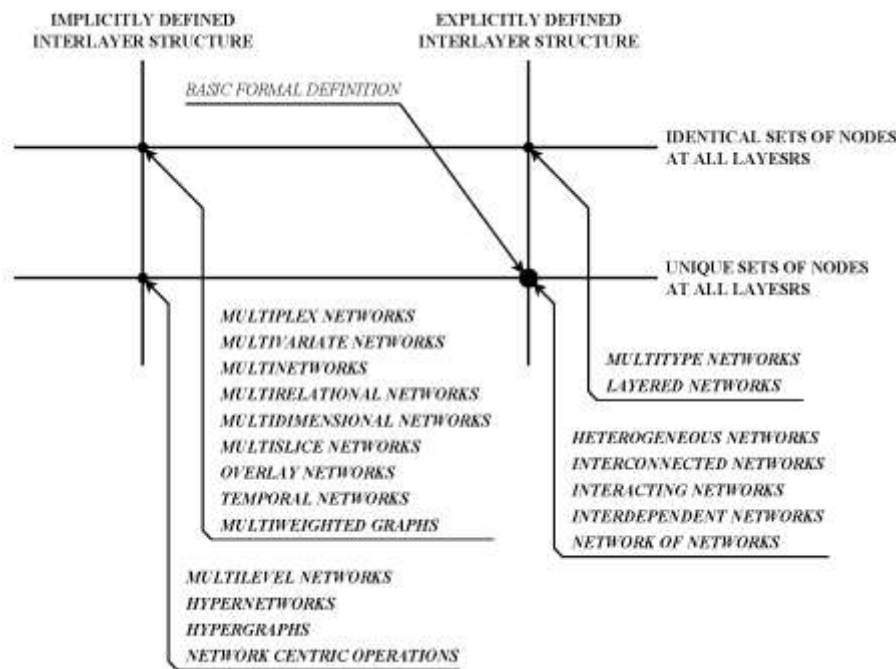 IMPLICITLY DEFINED
INTERLAYER STRUCTURE
EXPLICITLY DEFINED
INTERLAYER STRUCTURE
BASIC FORMAL DEFINITION
IDENTICAL SETS OF NODES
AT ALL LAYESRS
UNIQUE SETS OF NODES
AT ALL LAYESRS
MULTIPLEX NETWORKS
MULTIVARIATE NETWORKS
MULTINETWORKS
MULTIRELATIONAL NETWORKS
MULTIDIMENSIONAL NETWORKS
MULTISLICE NETWORKS
OVERLAY NETWORKS
TEMPORAL NETWORKS
MULTIWEIGHTED GRAPHS
MULTITYPE NETWORKS
LAYERED NETWORKS
HETEROGENEOUS NETWORKS
INTERCONNECTED NETWORKS
INTERACTING NETWORKS
INTERDEPENDENT NETWORKS
NETWORK OF NETWORKS
MULTILEVEL NETWORKS
HYPERNETWORKS
HYPERGRAPHS
NETWORK CENTRIC OPERATIONS